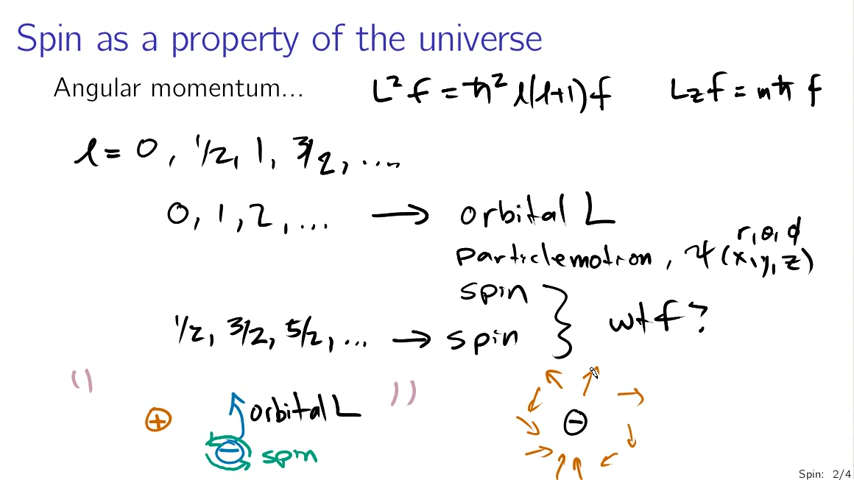 Spin as a property of the universe
Angular momentum... L² f = ħ² l(l+1) f L_z f = mħ f
l = 0, 1/2, 1, 3/2, ...
0, 1, 2, ... → orbital L
r, θ, φ
particle motion, ψ(x, y, z)
spin
1/2, 3/2, 5/2, ... → spin } wtf?
" "
+ orbital L
− spin
−
Spin: 2/4